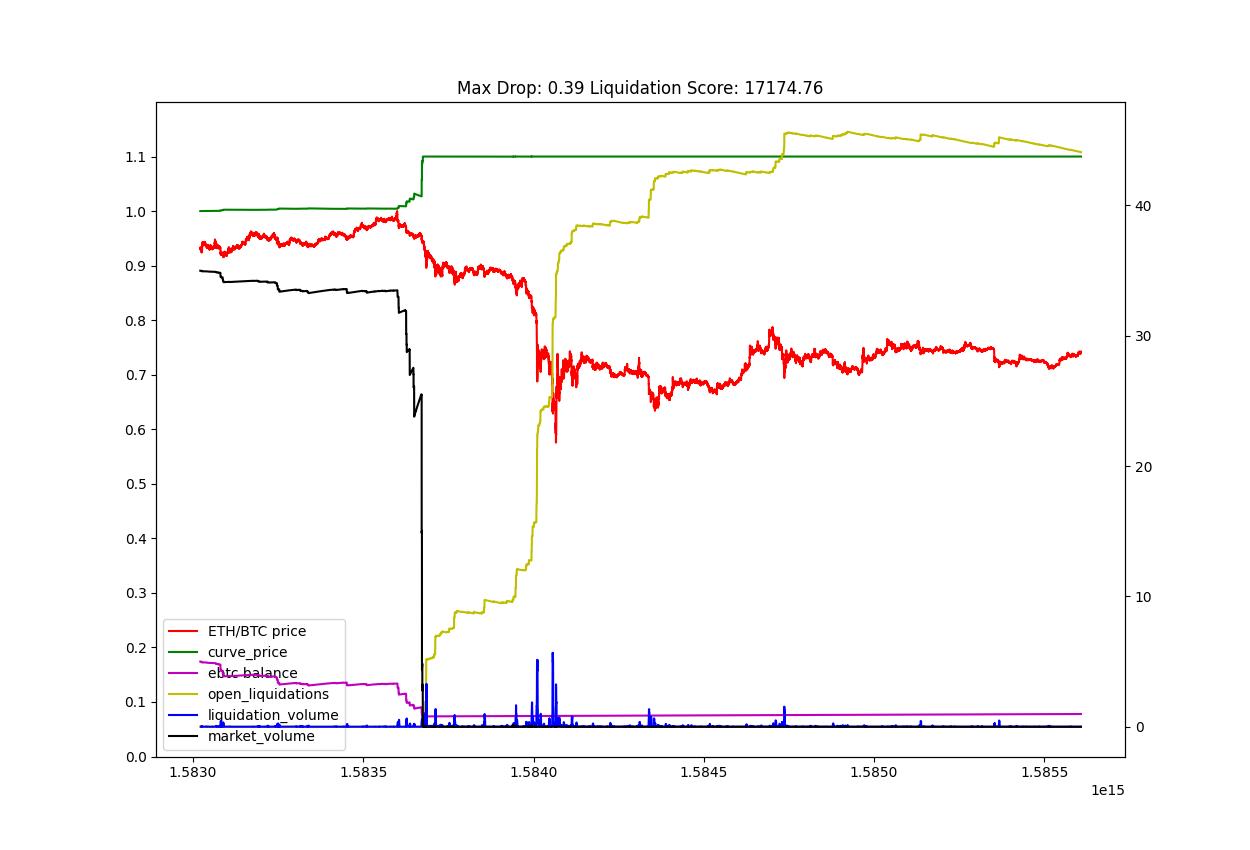 Max Drop: 0.39 Liquidation Score: 17174.76
1.1
1.0
0.9
0.8
0.7
0.6
0.5
0.4
0.3
0.2
0.1
0.0
40
30
20
10
0
ETH/BTC price
curve_price
ebtc balance
open_liquidations
liquidation_volume
market_volume
1.5830 1.5835 1.5840 1.5845 1.5850 1.5855
1e15